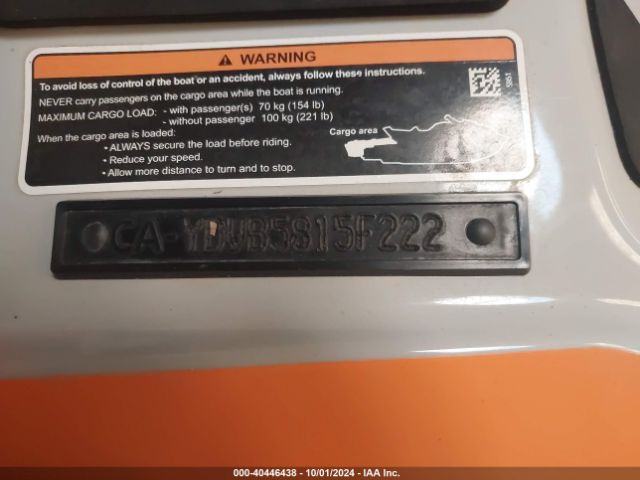 WARNING
To avoid loss of control of the boat or an accident, always follow these instructions.
NEVER carry passengers on the cargo area while the boat is running.
MAXIMUM CARGO LOAD: - with passenger(s) 70 kg (154 lb)
- without passenger 100 kg (221 lb)
When the cargo area is loaded:
• ALWAYS secure the load before riding.
• Reduce your speed.
• Allow more distance to turn and to stop.
Cargo area
CA-YDVB5815F222
000-40446438 - 10/01/2024 - IAA Inc.